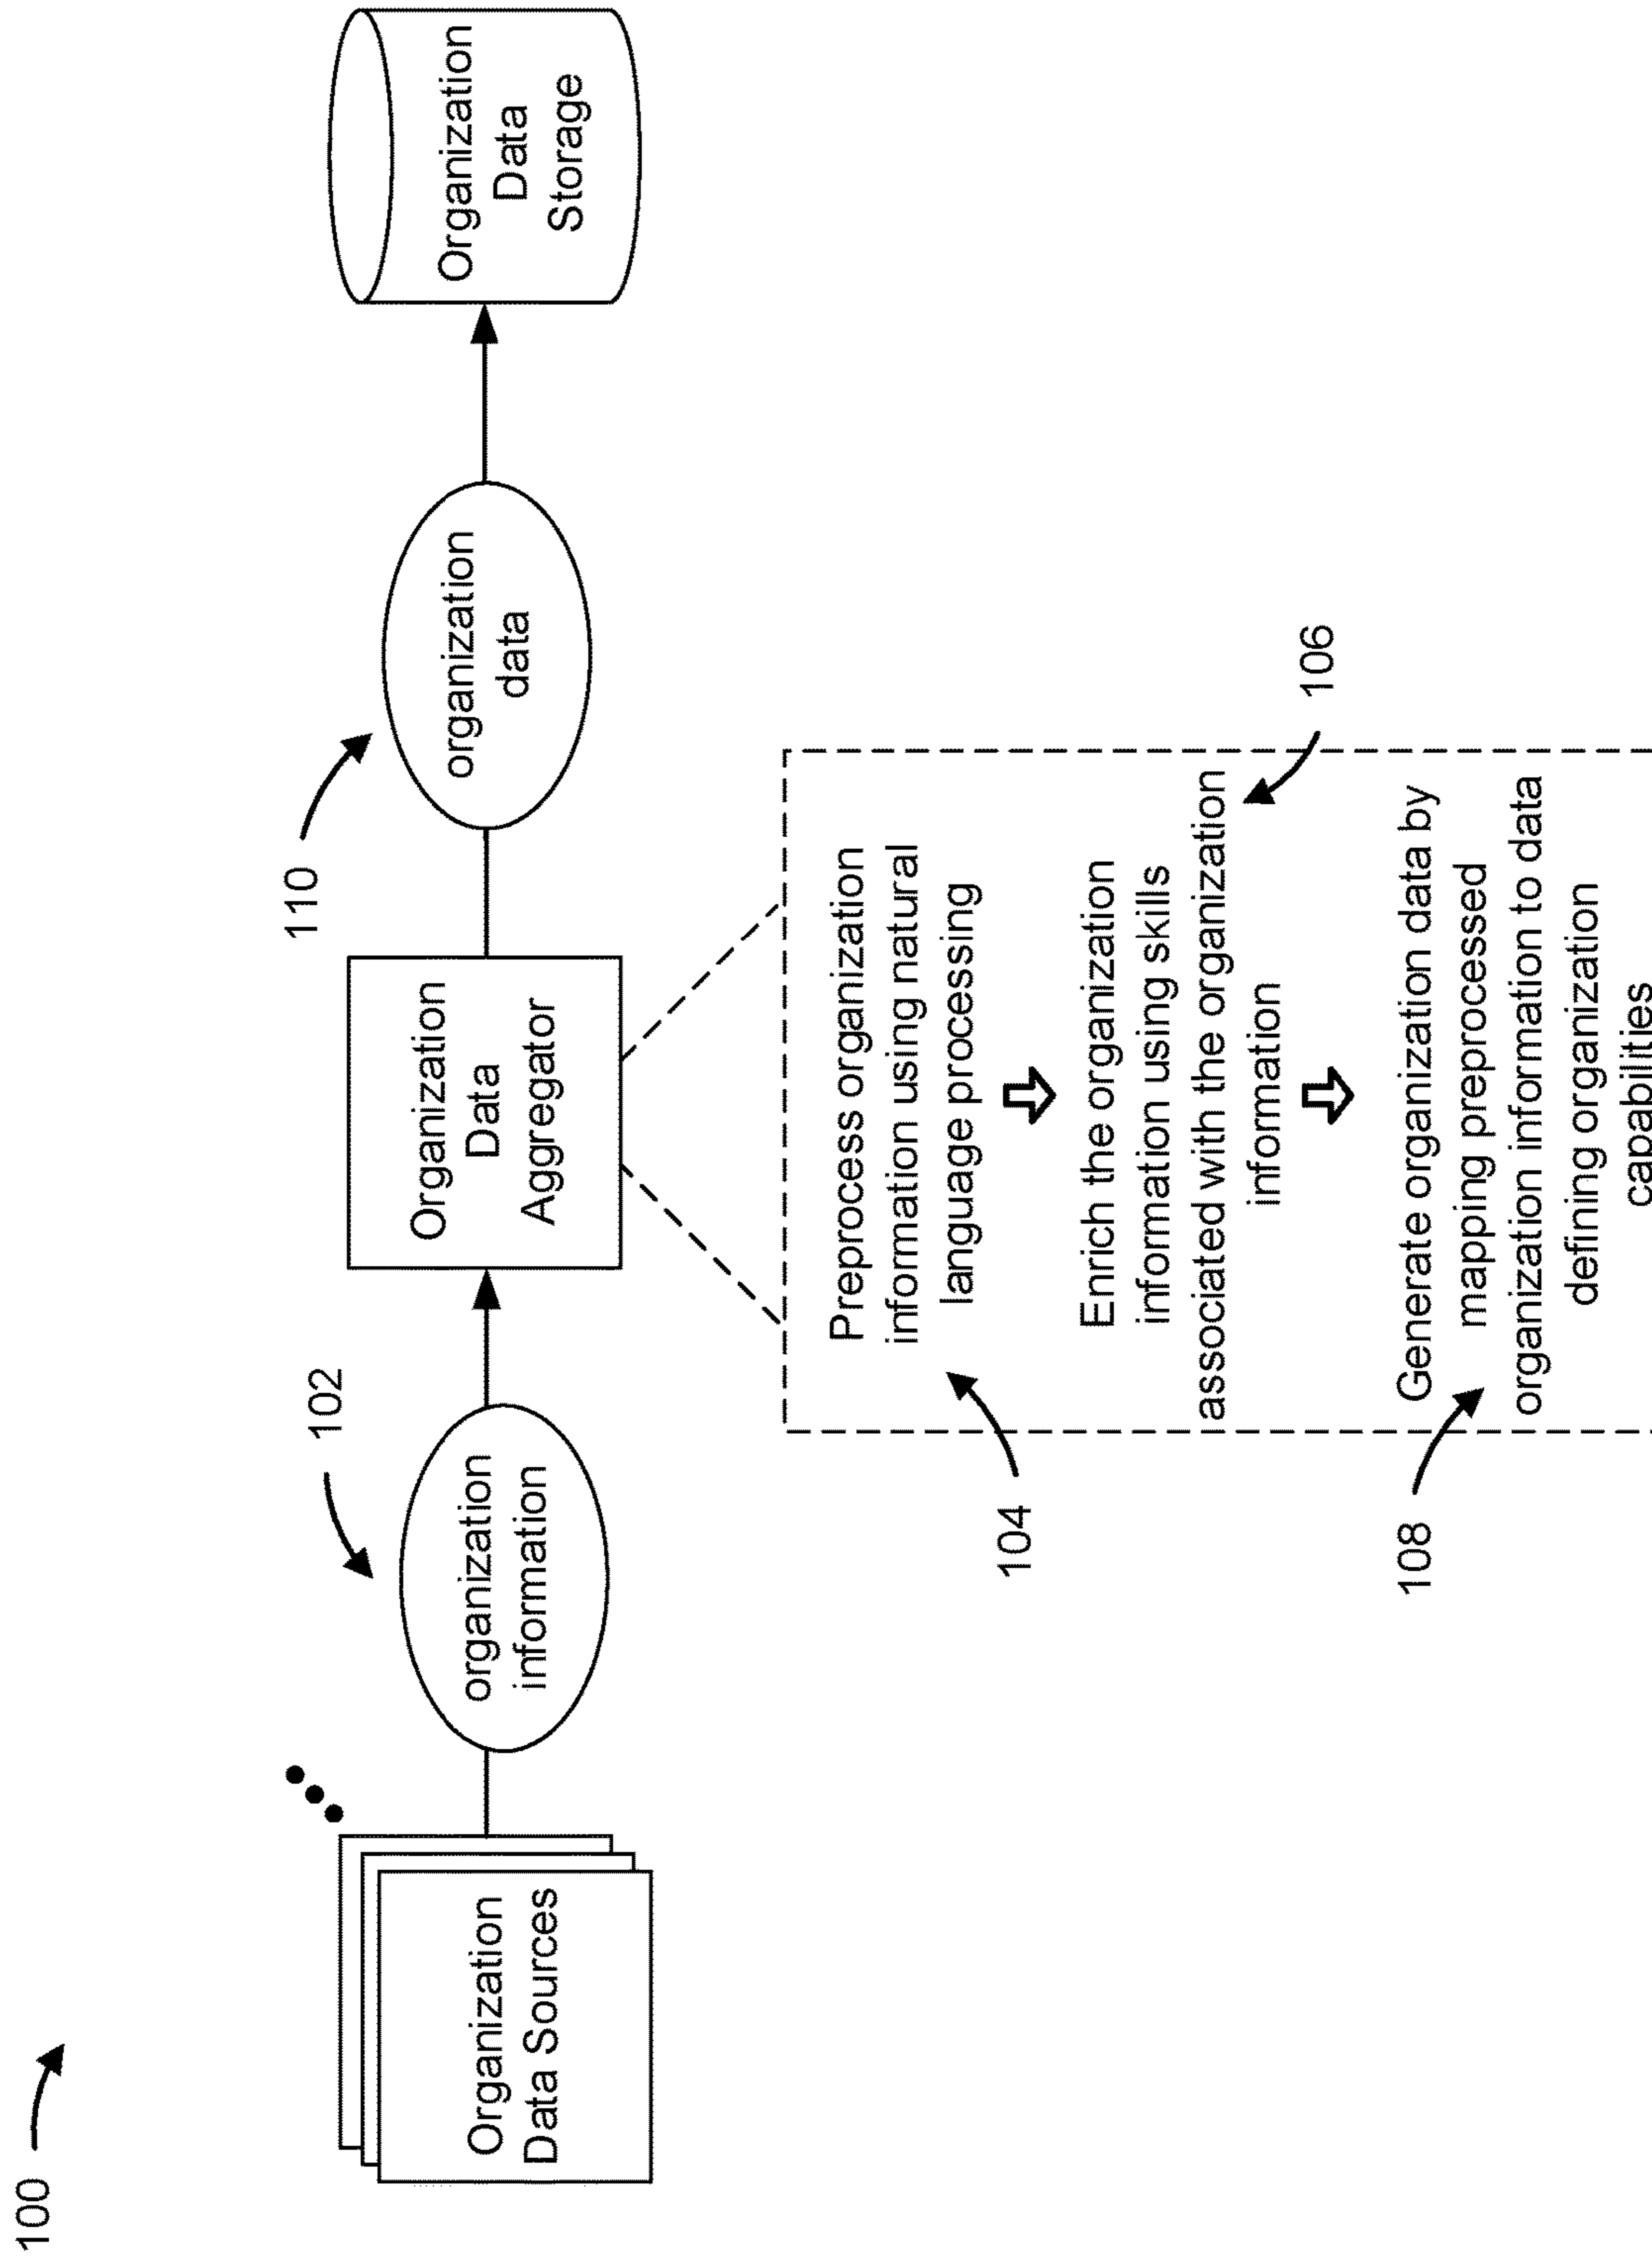 100
102
110
Organization
Data Sources
organization
information
Organization
Data
Aggregator
organization
data
Organization
Data
Storage
104
Preprocess organization
information using natural
language processing
106
Enrich the organization
information using skills
associated with the organization
information
108
Generate organization data by
mapping preprocessed
organization information to data
defining organization
capabilities